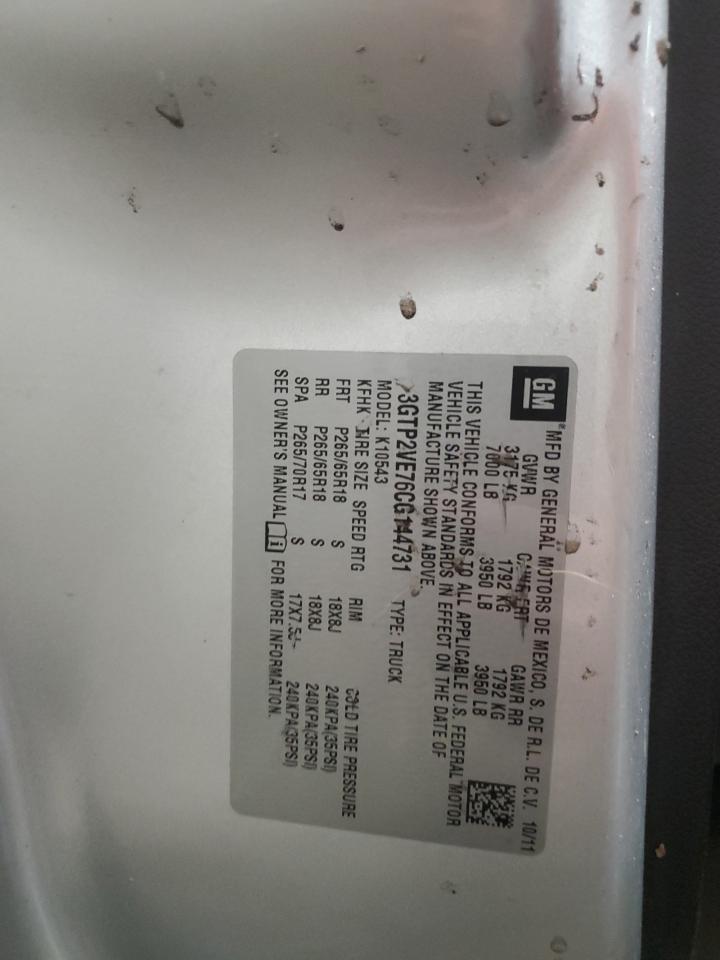 GM
MFD BY GENERAL MOTORS DE MEXICO, S. DE R.L. DE C.V. 10/11
GVWR GAWR FRT GAWR RR
3175 KG 1792 KG 1792 KG
7000 LB 3950 LB 3950 LB
THIS VEHICLE CONFORMS TO ALL APPLICABLE U.S. FEDERAL MOTOR
VEHICLE SAFETY STANDARDS IN EFFECT ON THE DATE OF
MANUFACTURE SHOWN ABOVE.
3GTP2VE76CG144731 TYPE: TRUCK
MODEL: K10543
KFHK TIRE SIZE SPEED RTG RIM COLD TIRE PRESSURE
FRT P265/65R18 S 18X8J 240KPA(35PSI)
RR P265/65R18 S 18X8J 240KPA(35PSI)
SPA P265/70R17 S 17X7.5J 240KPA(35PSI)
SEE OWNER'S MANUAL i FOR MORE INFORMATION.